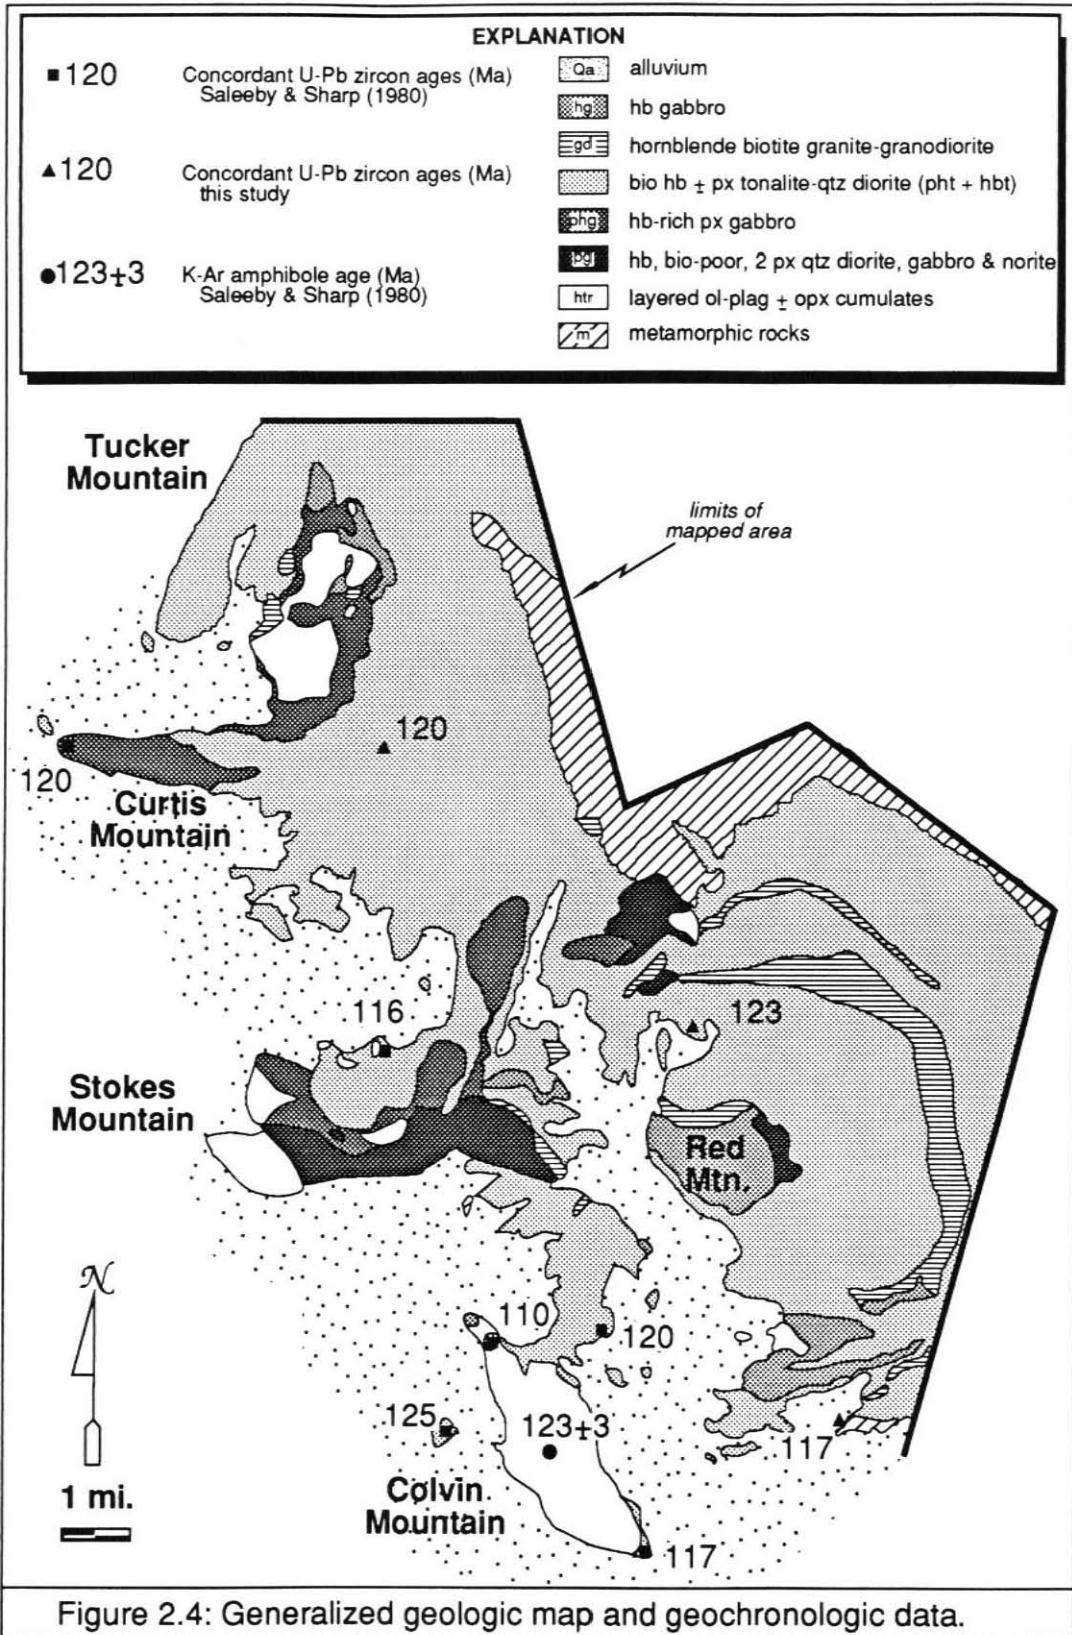 EXPLANATION
■ 120
Concordant U-Pb zircon ages (Ma)
Saleeby & Sharp (1980)
▲ 120
Concordant U-Pb zircon ages (Ma)
this study
● 123±3
K-Ar amphibole age (Ma)
Saleeby & Sharp (1980)
Qa alluvium
hg hb gabbro
gd hornblende biotite granite-granodiorite
bio hb ± px tonalite-qtz diorite (pht + hbt)
phg hb-rich px gabbro
hb, bio-poor, 2 px qtz diorite, gabbro & norite
htr layered ol-plag ± opx cumulates
m metamorphic rocks
Tucker
Mountain
limits of
mapped area
120
120
Curtis
Mountain
116
123
Stokes
Mountain
Red
Mtn.
N
110
120
125
123±3
117
1 mi.
Colvin
Mountain
117
Figure 2.4: Generalized geologic map and geochronologic data.